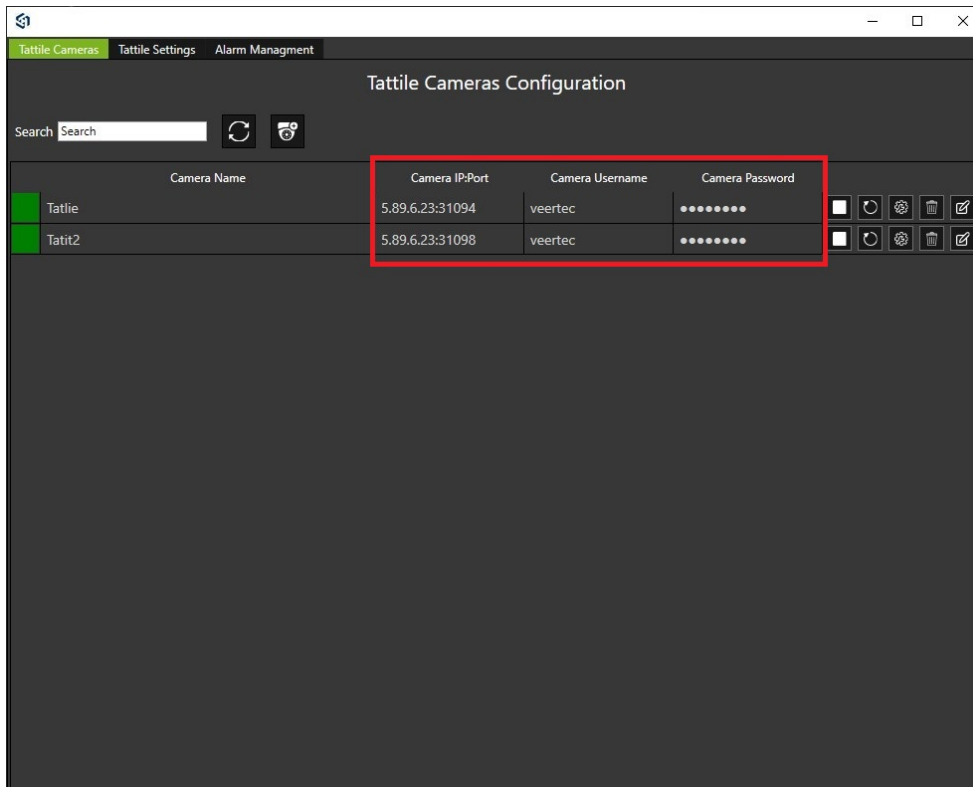 Tattile Cameras Tattile Settings Alarm Managment
Tattile Cameras Configuration
Search Search
Camera Name Camera IP:Port Camera Username Camera Password
Tatlie 5.89.6.23:31094 veertec ●●●●●●●●
Tatit2 5.89.6.23:31098 veertec ●●●●●●●●